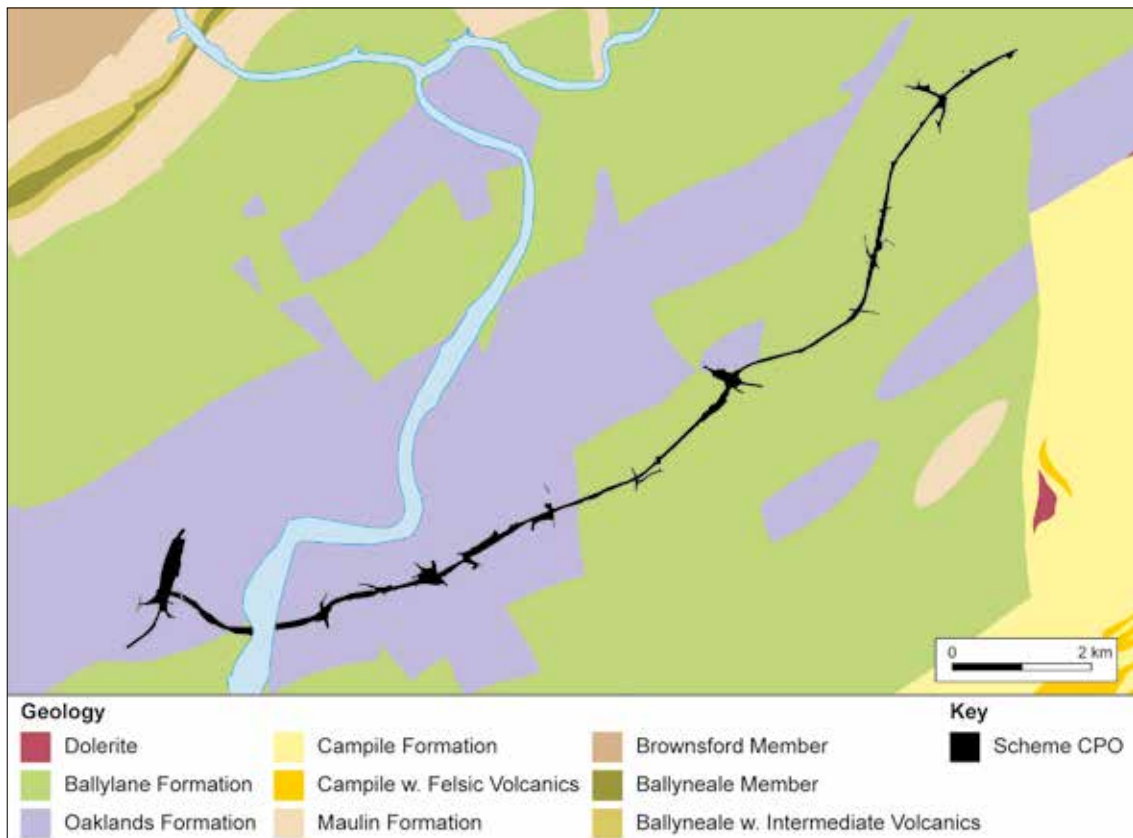 0 2 km
Geology
Key
Dolerite
Campile Formation
Brownsford Member
Scheme CPO
Ballylane Formation
Campile w. Felsic Volcanics
Ballyneale Member
Oaklands Formation
Maulin Formation
Ballyneale w. Intermediate Volcanics